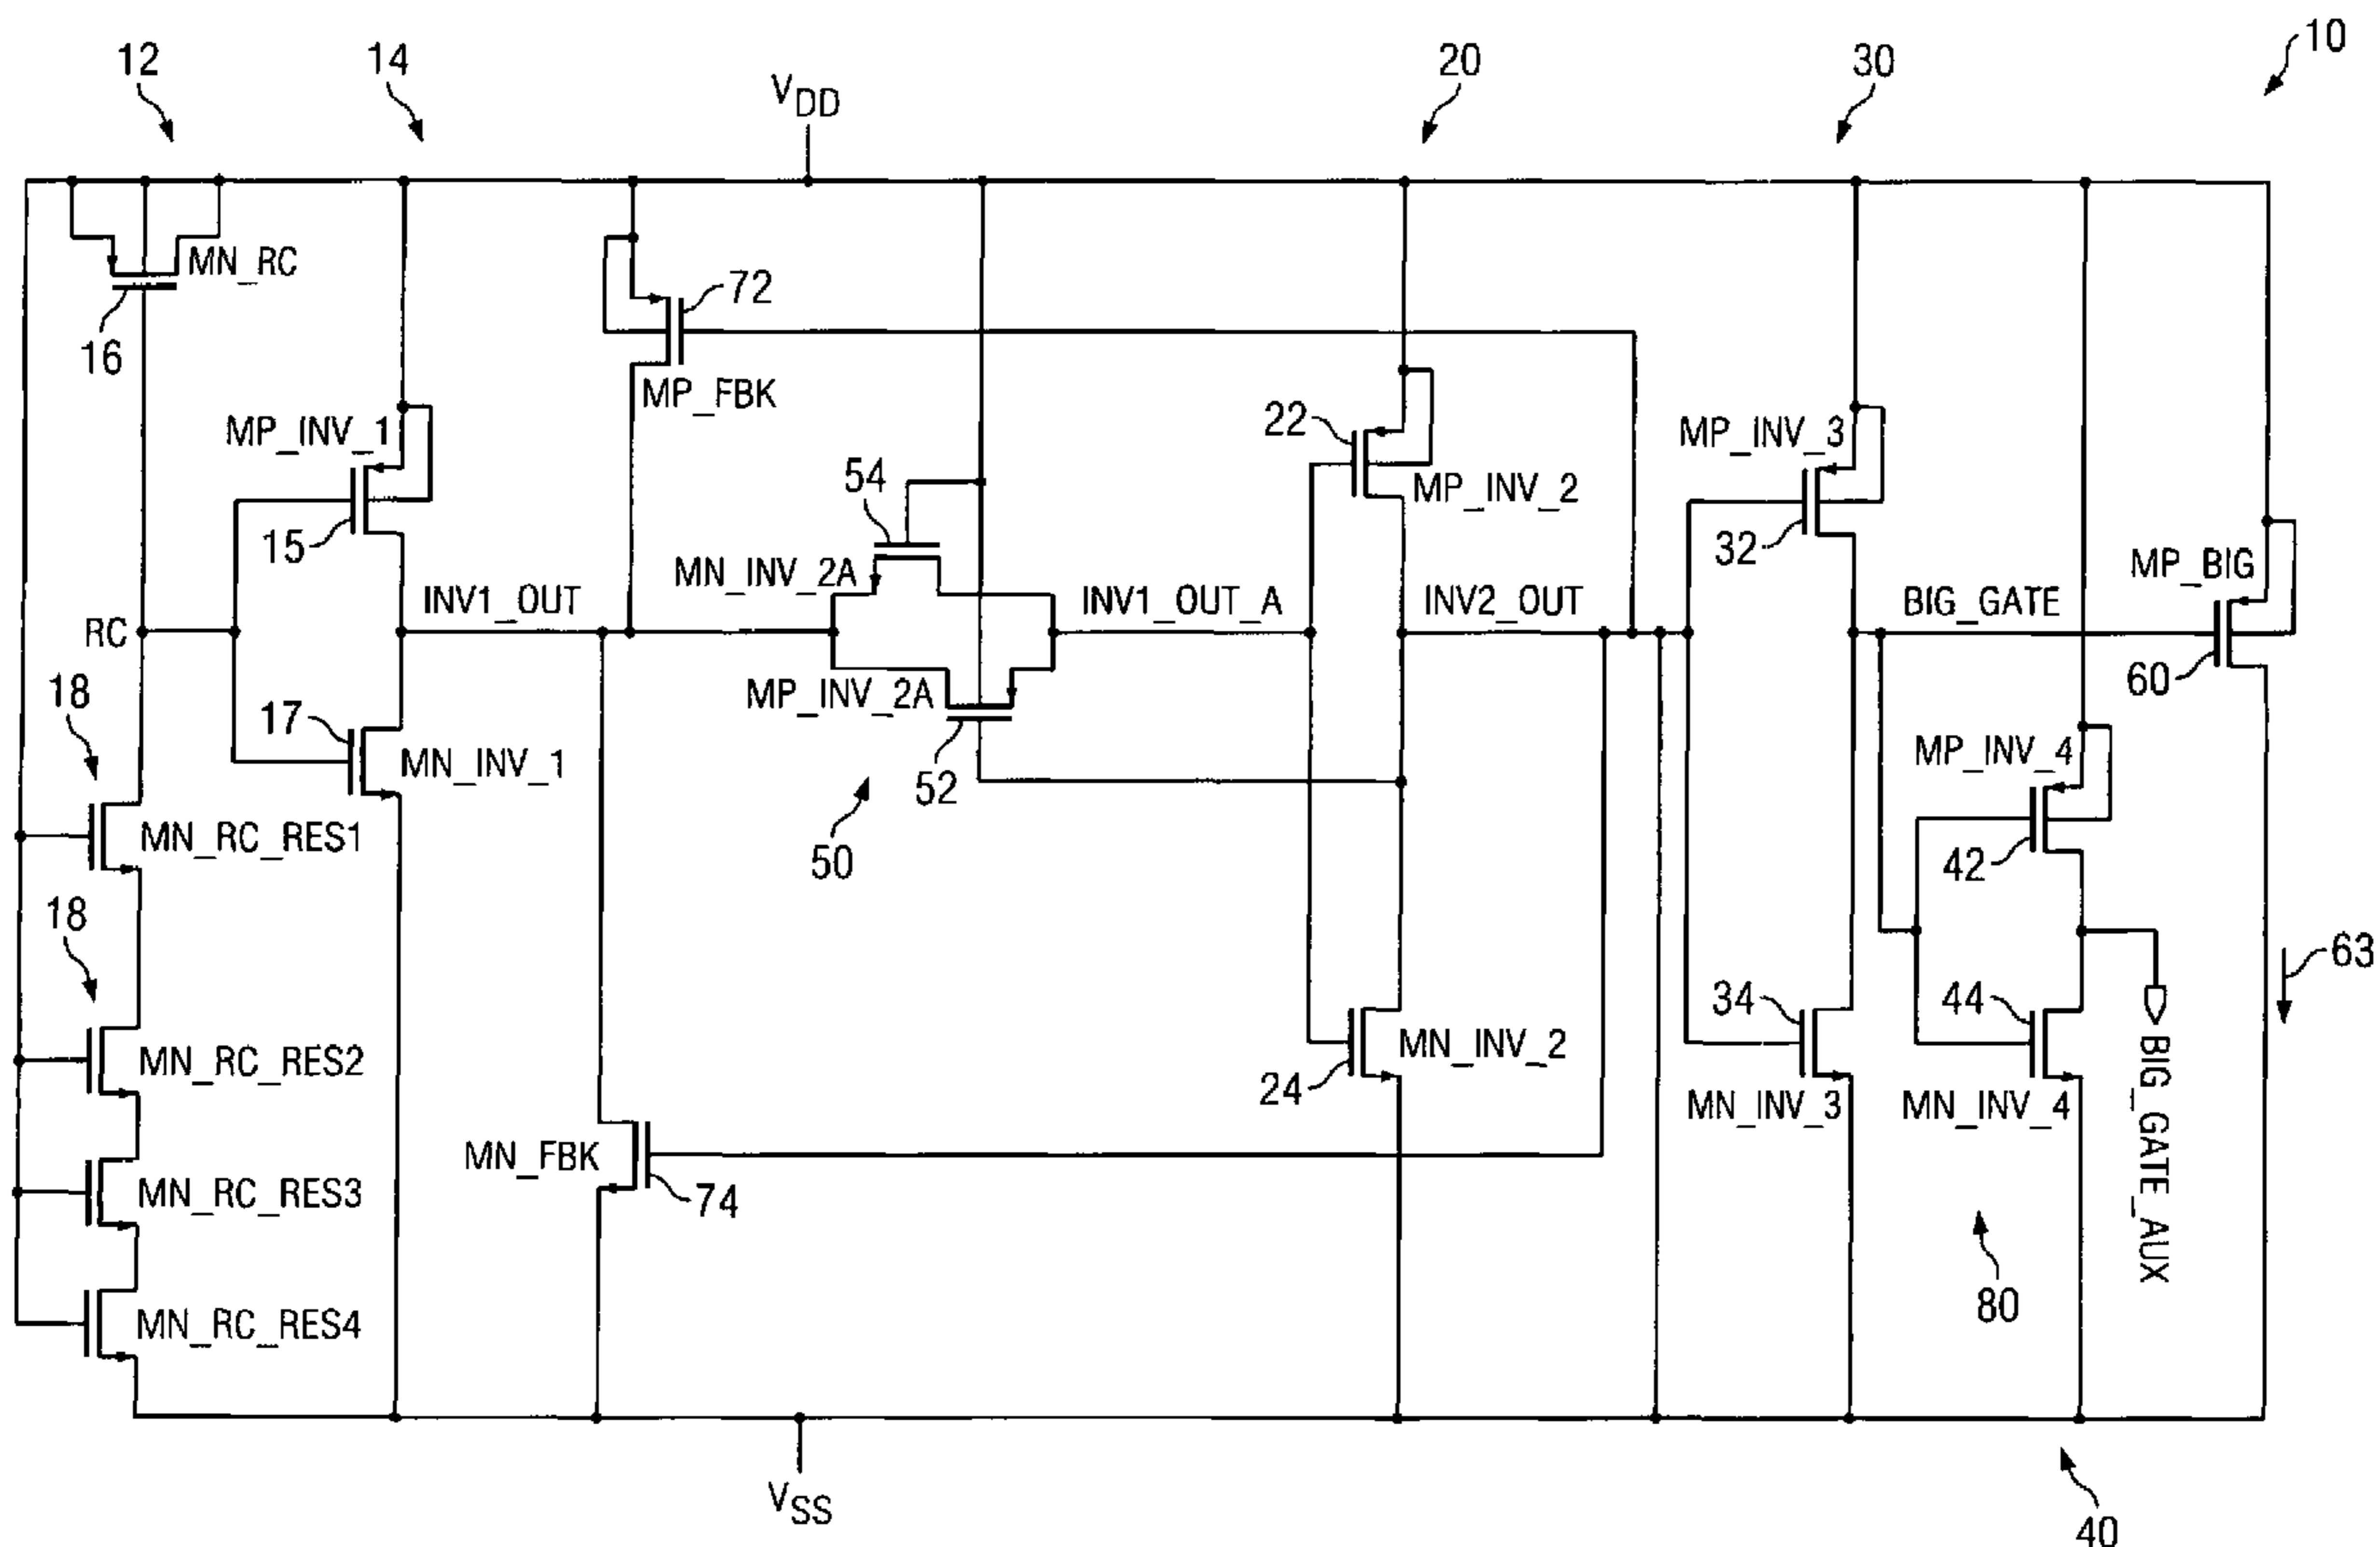 12
14
20
30
10
VDD
MN_RC
16
72
MP_FBK
MP_INV_1
22
MP_INV_3
54
MP_INV_2
15
32
MP_BIG
MN_INV_2A
INV1_OUT
INV1_OUT_A
INV2_OUT
BIG_GATE
RC
60
18
17
MP_INV_2A
MP_INV_4
MN_INV_1
52
MN_RC_RES1
50
42
18
63
34
44
MN_RC_RES2
MN_INV_2
24
MN_INV_3
MN_INV_4
BIG_GATE_AUX
MN_FBK
74
MN_RC_RES3
80
MN_RC_RES4
VSS
40